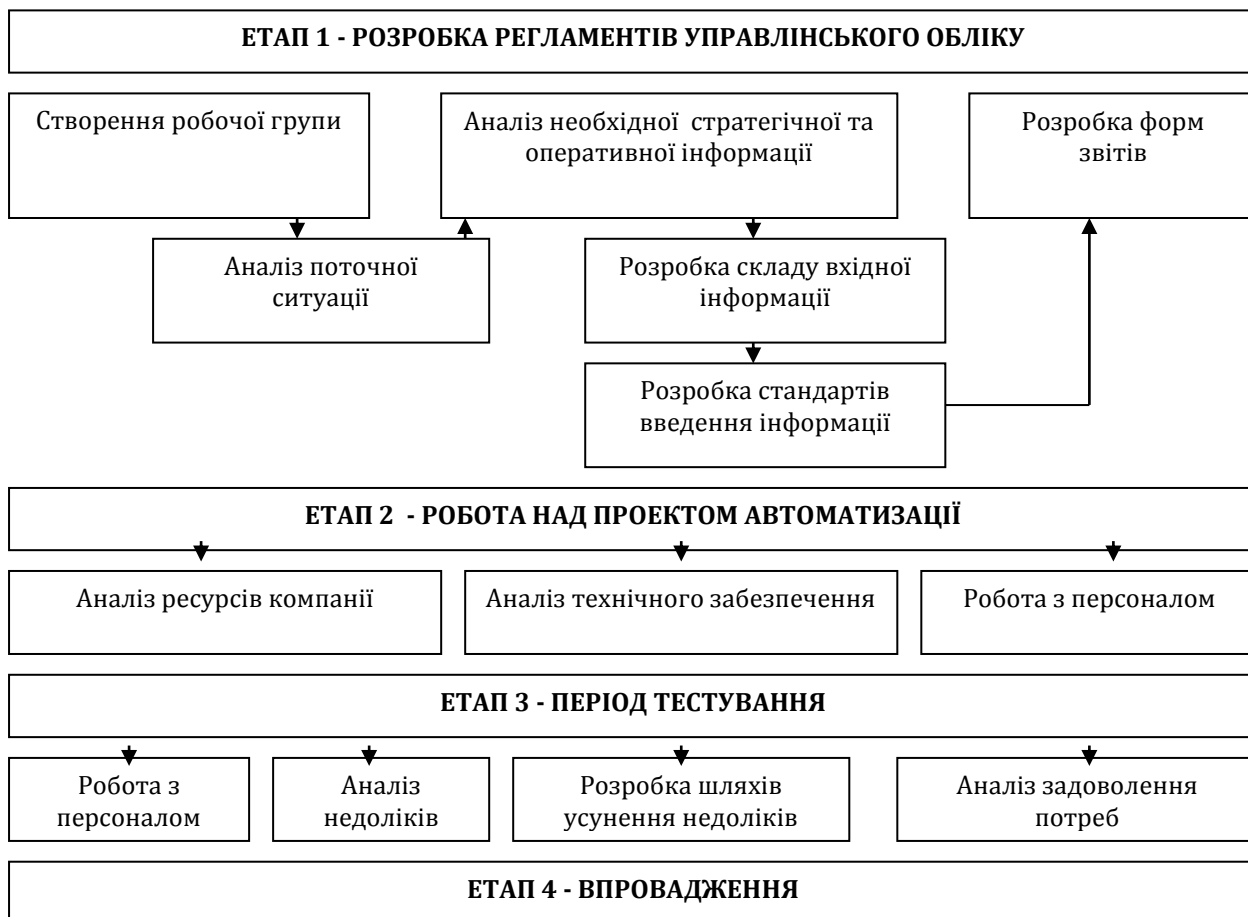 ЕТАП 1 - РОЗРОБКА РЕГЛАМЕНТІВ УПРАВЛІНСЬКОГО ОБЛІКУ
Створення робочої групи
Аналіз необхідної стратегічної та
оперативної інформації
Розробка форм
звітів
Аналіз поточної
ситуації
Розробка складу вхідної
інформації
Розробка стандартів
введення інформації
ЕТАП 2 - РОБОТА НАД ПРОЕКТОМ АВТОМАТИЗАЦІЇ
Аналіз ресурсів компанії
Аналіз технічного забезпечення
Робота з персоналом
ЕТАП 3 - ПЕРІОД ТЕСТУВАННЯ
Робота з
персоналом
Аналіз
недоліків
Розробка шляхів
усунення недоліків
Аналіз задоволення
потреб
ЕТАП 4 - ВПРОВАДЖЕННЯ